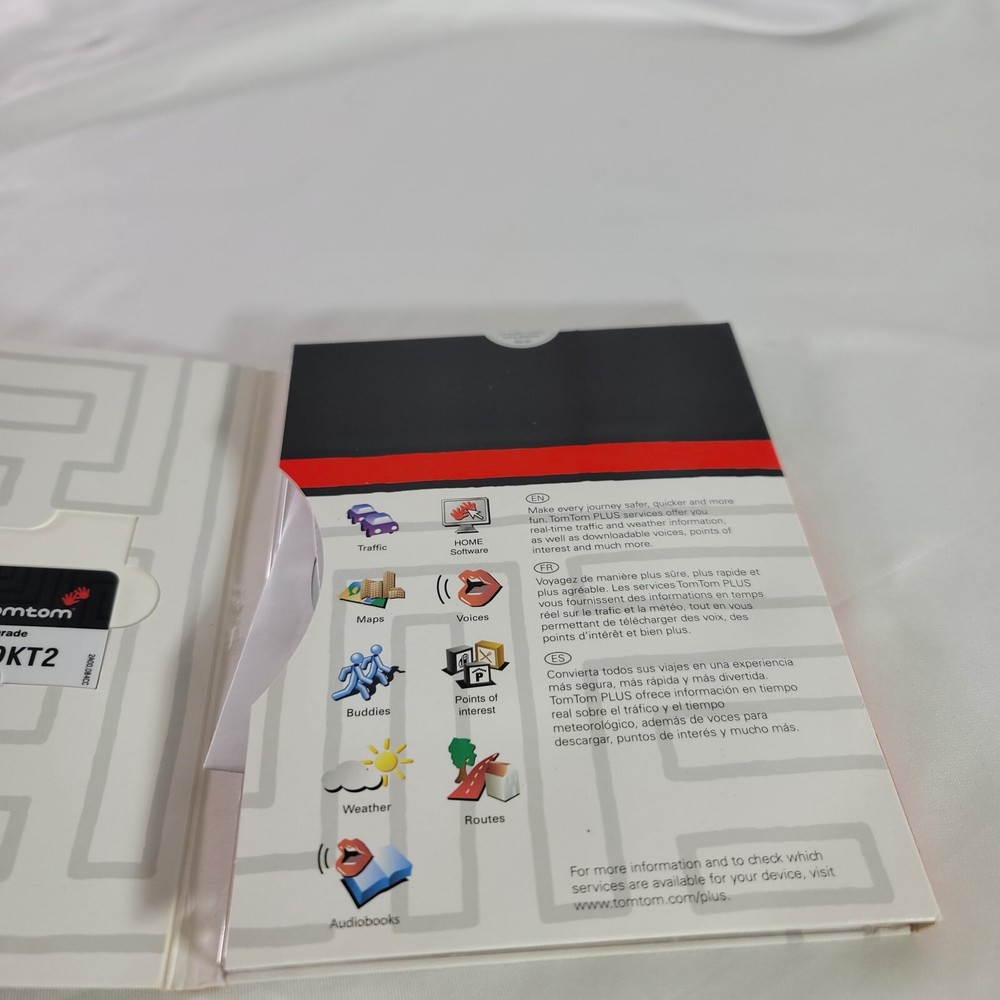 omtom
rade
KT2
Traffic
HOME
Software
Maps
Voices
Buddies
Points of
interest
Weather
Routes
Audiobooks
EN
Make every journey safer, quicker and more
fun. TomTom PLUS services offer you
real-time traffic and weather information,
as well as downloadable voices, points of
interest and much more.
FR
Voyagez de manière plus sûre, plus rapide et
plus agréable. Les services TomTom PLUS
vous fournissent des informations en temps
réel sur le trafic et la météo, tout en vous
permettant de télécharger des voix, des
points d'intérêt et bien plus.
ES
Convierta todos sus viajes en una experiencia
más segura, más rápida y más divertida.
TomTom PLUS ofrece información en tiempo
real sobre el tráfico y el tiempo
meteorológico, además de voces para
descargar, puntos de interés y mucho más.
For more information and to check which
services are available for your device, visit
www.tomtom.com/plus.